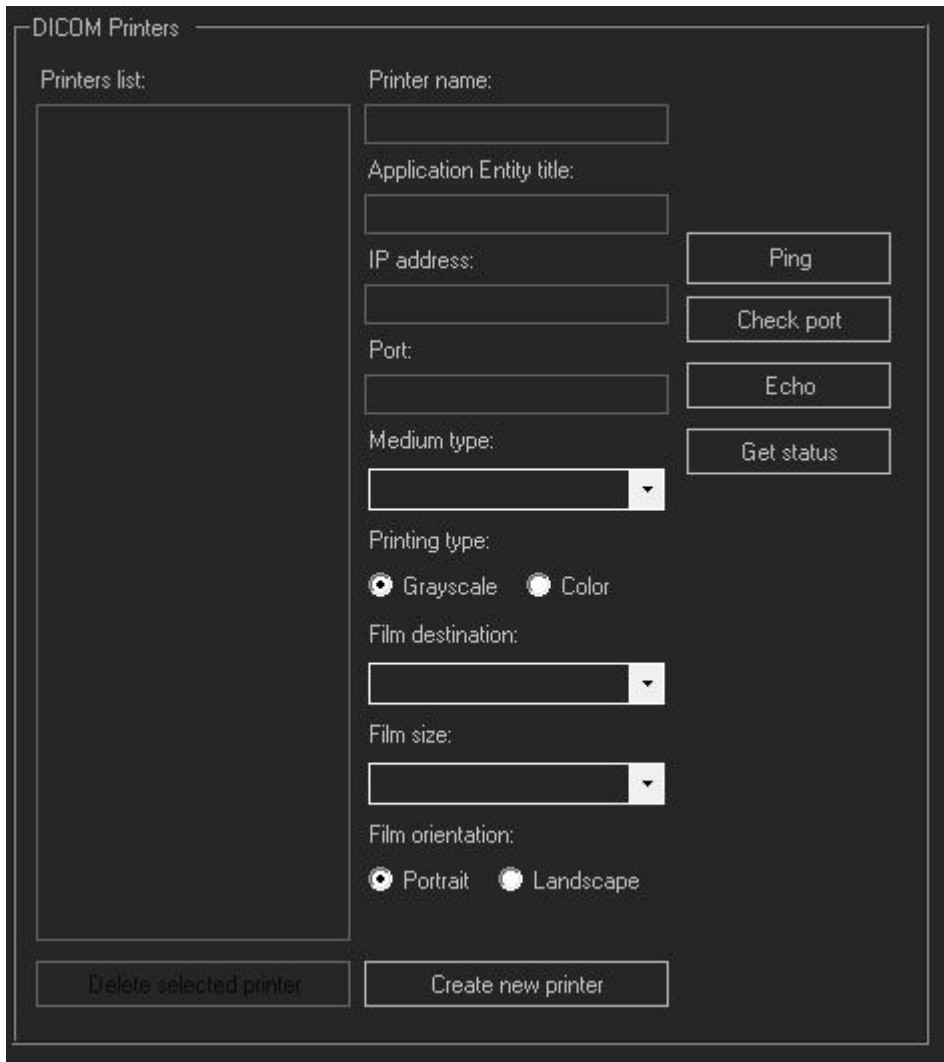 DICOM Printers
Printers list:
Printer name:
Application Entity title:
IP address:
Ping
Check port
Port:
Echo
Medium type:
Get status
Printing type:
Grayscale Color
Film destination:
Film size:
Film orientation:
Portrait Landscape
Delete selected printer
Create new printer